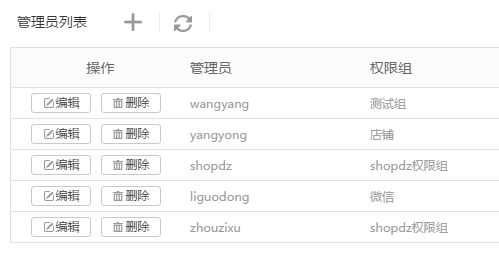 管理员列表
操作 管理员 权限组
编辑 删除 wangyang 测试组
编辑 删除 yangyong 店铺
编辑 删除 shopdz shopdz权限组
编辑 删除 liguodong 微信
编辑 删除 zhouzixu shopdz权限组